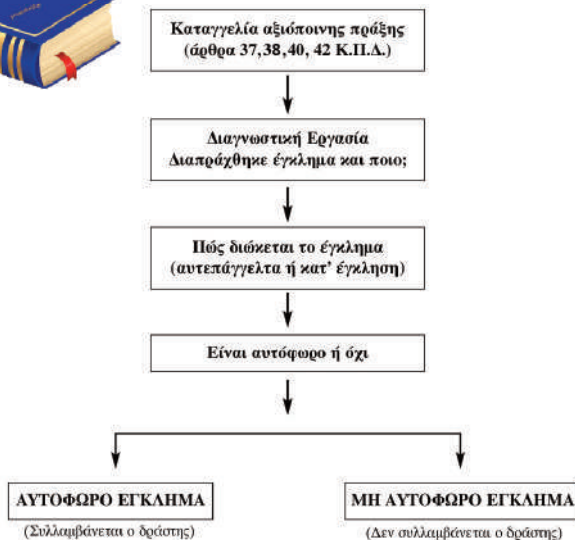 Καταγγελία αξιόποινης πράξης
(άρθρα 37,38,40, 42 Κ.Π.Δ.)
Διαγνωστική Εργασία
Διαπράχθηκε έγκλημα και ποιο;
Πώς διώκεται το έγκλημα
(αυτεπάγγελτα ή κατ’ έγκληση)
Είναι αυτόφωρο ή όχι
ΑΥΤΟΦΩΡΟ ΕΓΚΛΗΜΑ
(Συλλαμβάνεται ο δράστης)
ΜΗ ΑΥΤΟΦΩΡΟ ΕΓΚΛΗΜΑ
(Δεν συλλαμβάνεται ο δράστης)